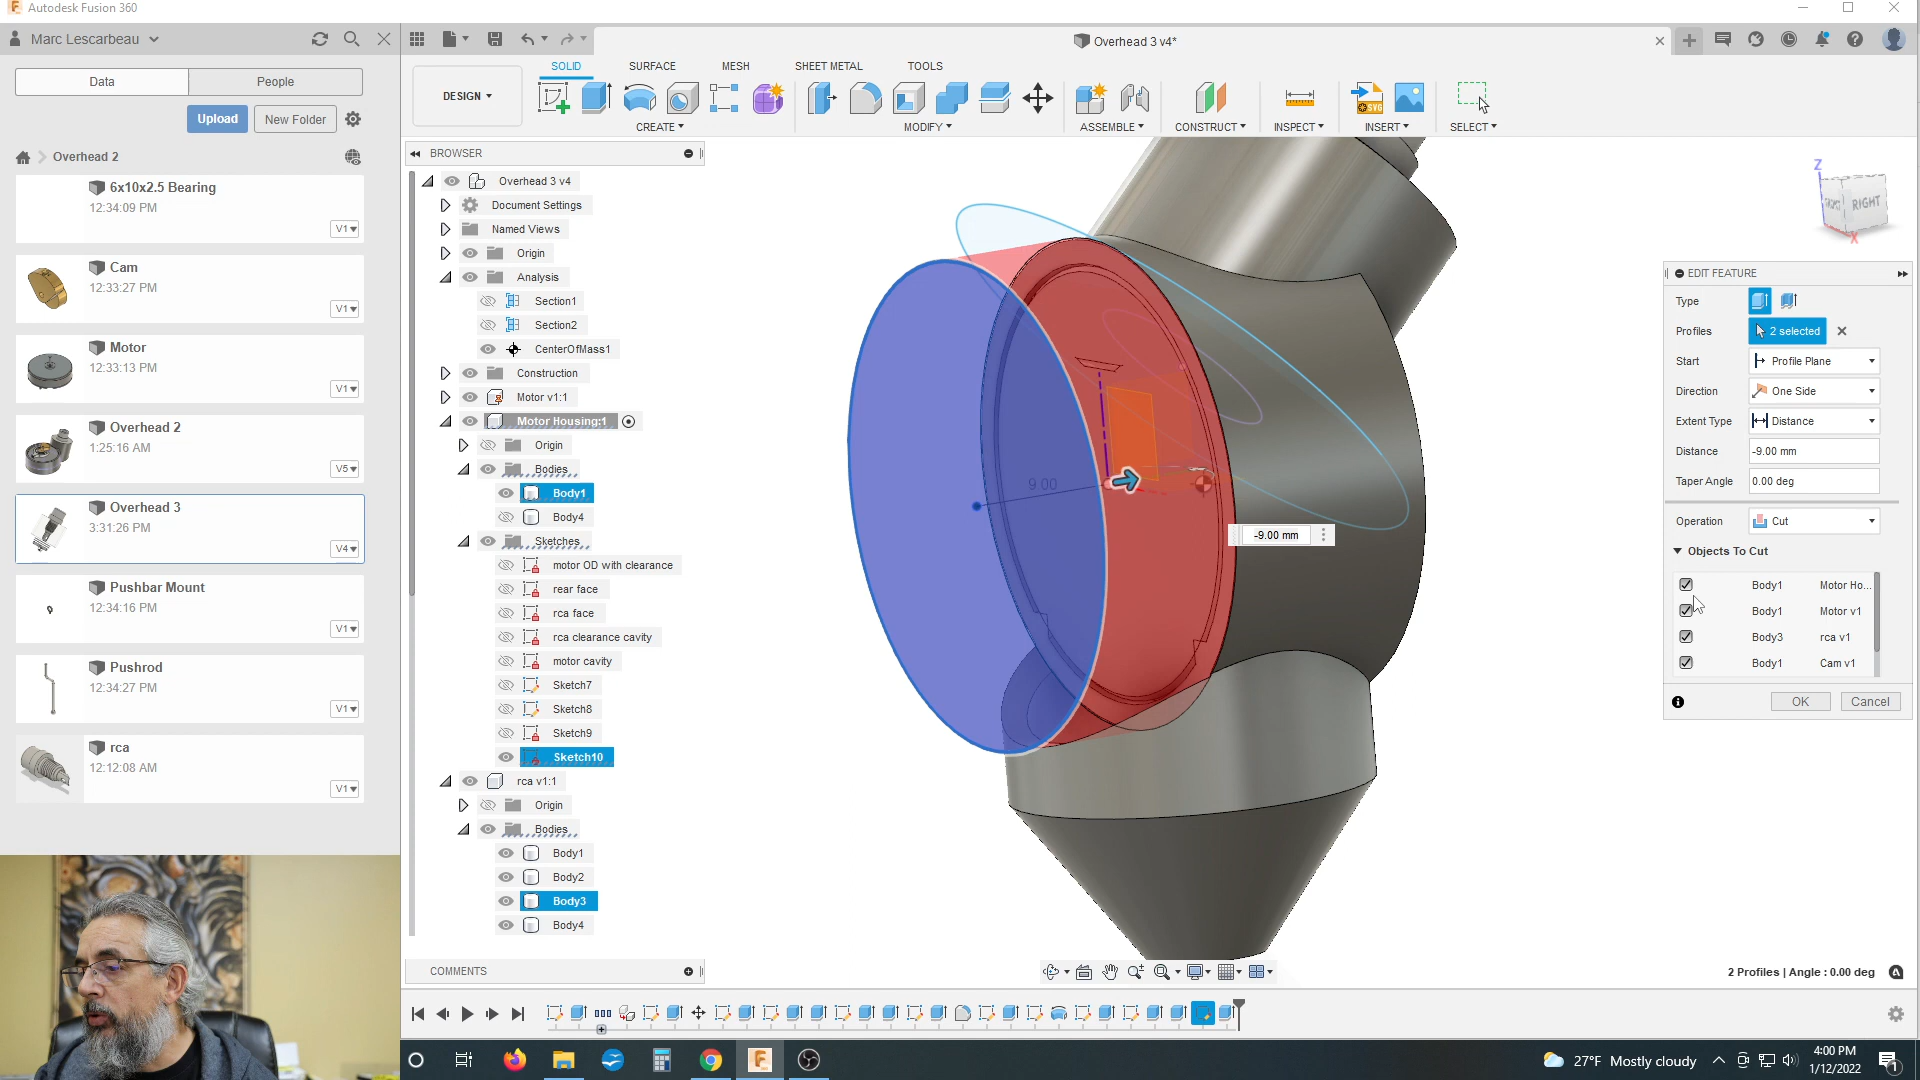 Autodesk Fusion 360
Marc Lescarbeau
Overhead 3 v4*
Data
People
Upload
New Folder
Overhead 2
6x10x2.5 Bearing
12:34:09 PM
V1
Cam
12:33:27 PM
V1
Motor
12:33:13 PM
V1
Overhead 2
1:25:16 AM
V5
Overhead 3
3:31:26 PM
V4
Pushbar Mount
12:34:16 PM
V1
Pushrod
12:34:27 PM
V1
rca
12:12:08 AM
V1
DESIGN
SOLID
SURFACE
MESH
SHEET METAL
TOOLS
CREATE
MODIFY
ASSEMBLE
CONSTRUCT
INSPECT
INSERT
SELECT
SVG
BROWSER
Overhead 3 v4
Document Settings
Named Views
Origin
Analysis
Section1
Section2
CenterOfMass1
Construction
Motor v1:1
Motor Housing:1
Origin
Bodies
Body1
Body4
Sketches
motor OD with clearance
rear face
rca face
rca clearance cavity
motor cavity
Sketch7
Sketch8
Sketch9
Sketch10
rca v1:1
Origin
Bodies
Body1
Body2
Body3
Body4
COMMENTS
9.00
-9.00 mm
Z
RIGHT
X
EDIT FEATURE
Type
Profiles
2 selected
Start
Profile Plane
Direction
One Side
Extent Type
Distance
Distance
-9.00 mm
Taper Angle
0.00 deg
Operation
Cut
Objects To Cut
Body1 Motor Ho...
Body1 Motor v1
Body3 rca v1
Body1 Cam v1
OK
Cancel
2 Profiles | Angle : 0.00 deg
27°F Mostly cloudy
4:00 PM
1/12/2022
1